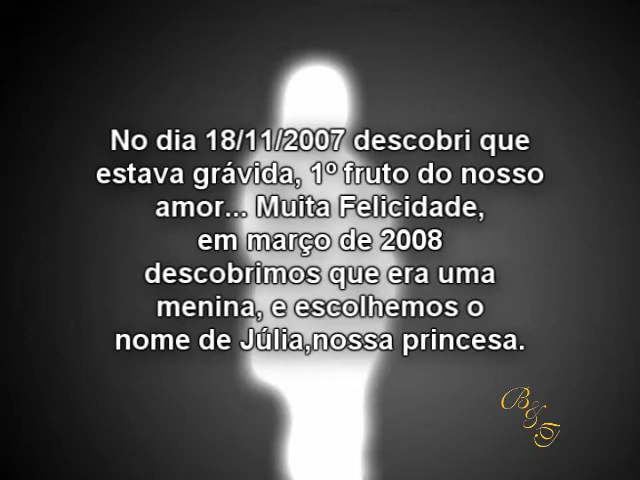 No dia 18/11/2007 descobri que
estava grávida, 1º fruto do nosso
amor... Muita Felicidade,
em março de 2008
descobrimos que era uma
menina, e escolhemos o
nome de Júlia,nossa princesa.
B&T